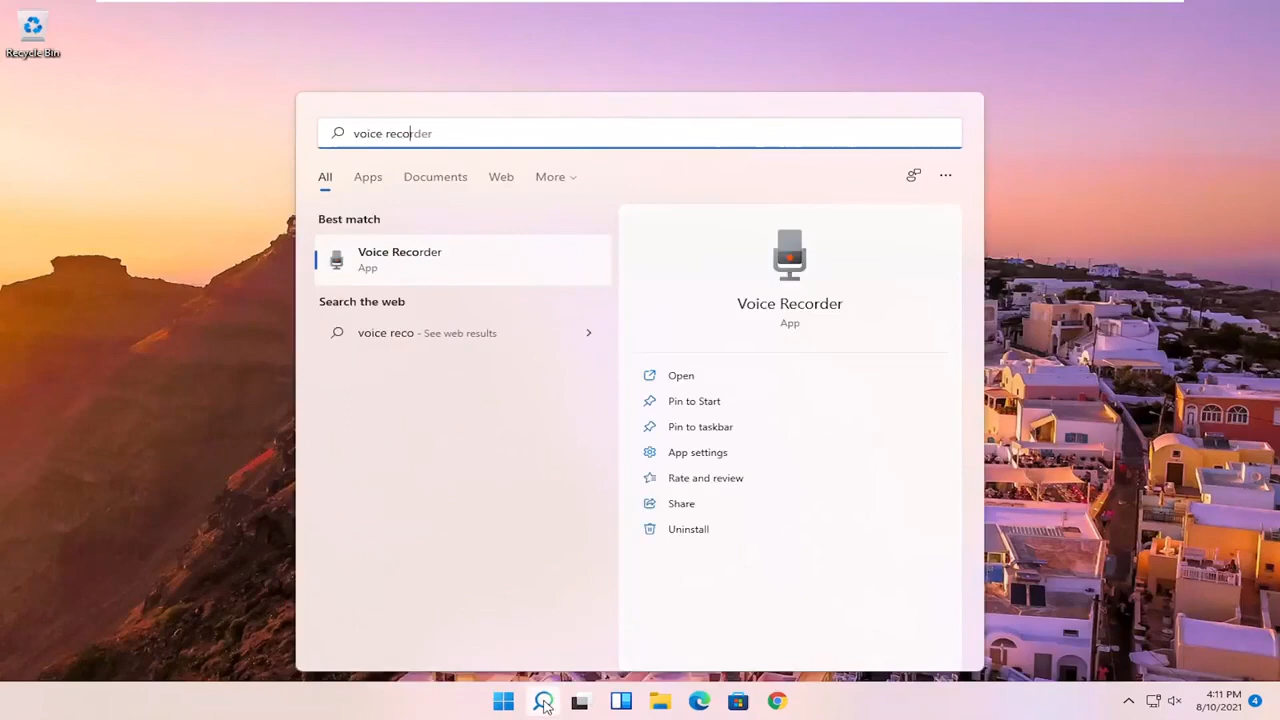 Recycle Bin
voice recorder
All Apps Documents Web More
Best match
Voice Recorder
App
Search the web
voice reco - See web results
Voice Recorder
App
Open
Pin to Start
Pin to taskbar
App settings
Rate and review
Share
Uninstall
4:11 PM
8/10/2021
4